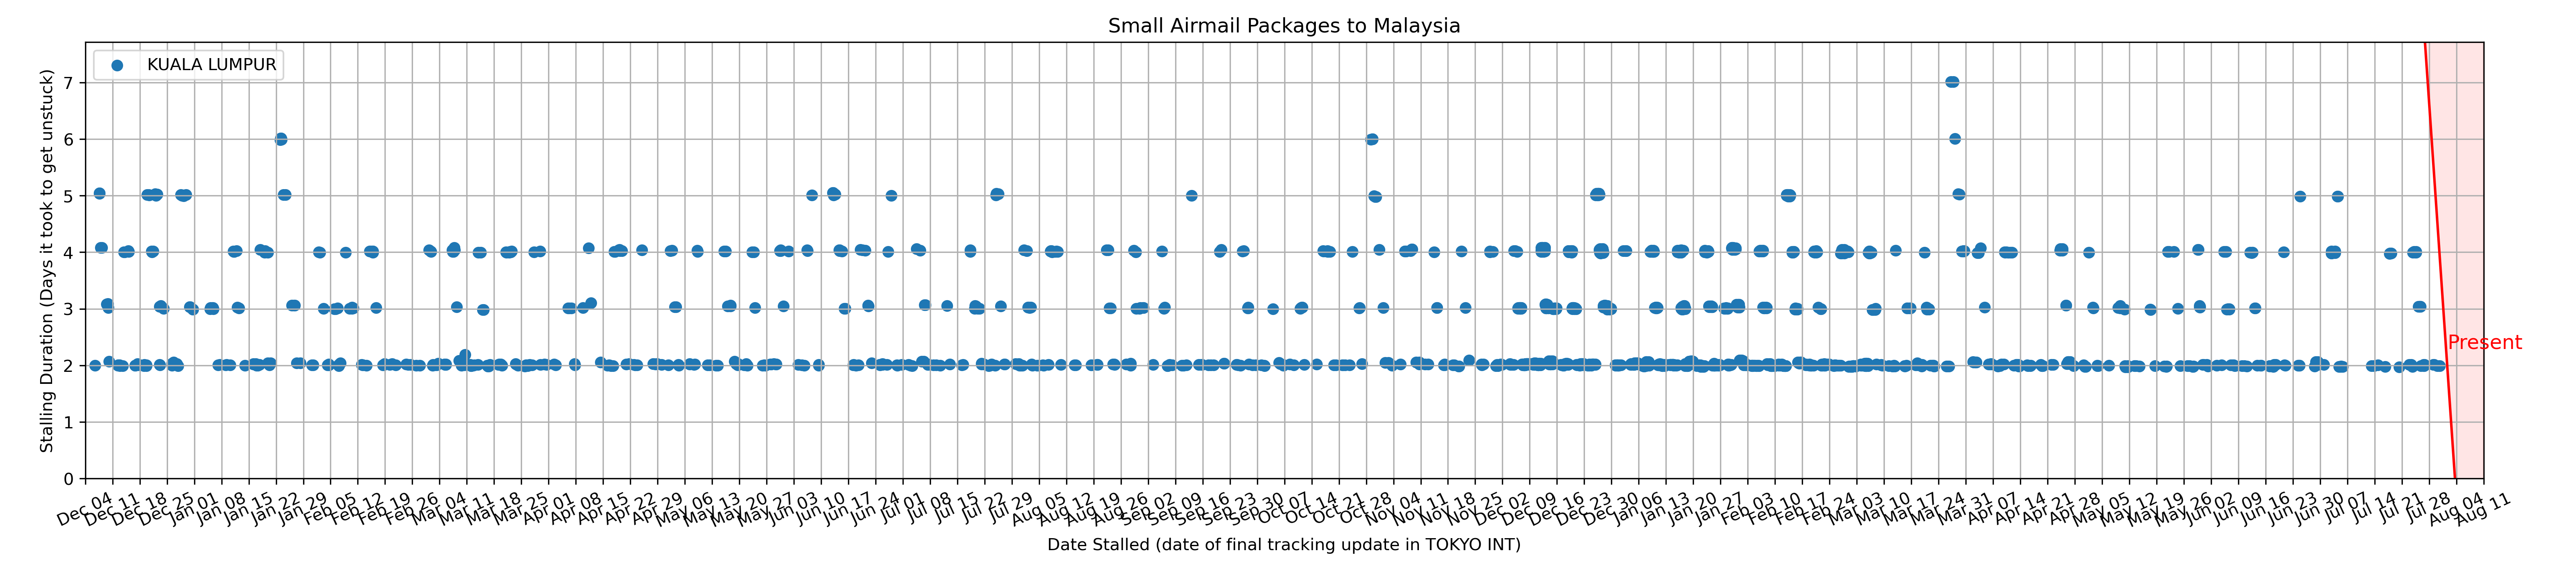 Small Airmail Packages to Malaysia
KUALA LUMPUR
Stalling Duration (Days it took to get unstuck)
7
6
5
4
3
2
1
0
Present
Dec 04 Dec 11 Dec 18 Dec 25 Jan 01 Jan 08 Jan 15 Jan 22 Jan 29 Feb 05 Feb 12 Feb 19 Feb 26 Mar 04 Mar 11 Mar 18 Mar 25 Apr 01 Apr 08 Apr 15 Apr 22 Apr 29 May 06 May 13 May 20 May 27 Jun 03 Jun 10 Jun 17 Jun 24 Jul 01 Jul 08 Jul 15 Jul 22 Jul 29 Aug 05 Aug 12 Aug 19 Aug 26 Sep 02 Sep 09 Sep 16 Sep 23 Sep 30 Oct 07 Oct 14 Oct 21 Oct 28 Nov 04 Nov 11 Nov 18 Nov 25 Dec 02 Dec 09 Dec 16 Dec 23 Dec 30 Jan 06 Jan 13 Jan 20 Jan 27 Feb 03 Feb 10 Feb 17 Feb 24 Mar 03 Mar 10 Mar 17 Mar 24 Mar 31 Apr 07 Apr 14 Apr 21 Apr 28 May 05 May 12 May 19 May 26 Jun 02 Jun 09 Jun 16 Jun 23 Jun 30 Jul 07 Jul 14 Jul 21 Jul 28 Aug 04 Aug 11
Date Stalled (date of final tracking update in TOKYO INT)